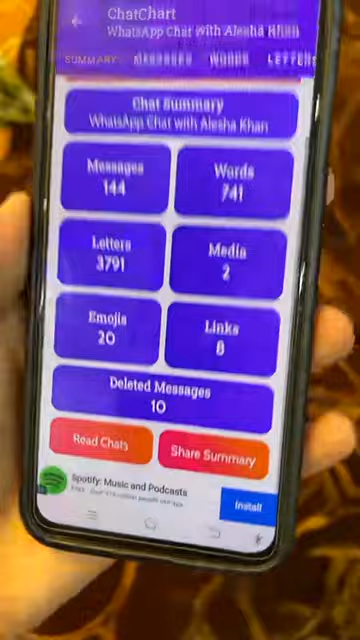 ChatChart
WhatsApp Chat with Alesha Khan
SUMMARY MESSAGES WORDS LETTERS
Chat Summary
WhatsApp Chat with Alesha Khan
Messages
144
Words
741
Letters
3791
Media
2
Emojis
20
Links
8
Deleted Messages
10
Read Chats
Share Summary
Spotify: Music and Podcasts
Install